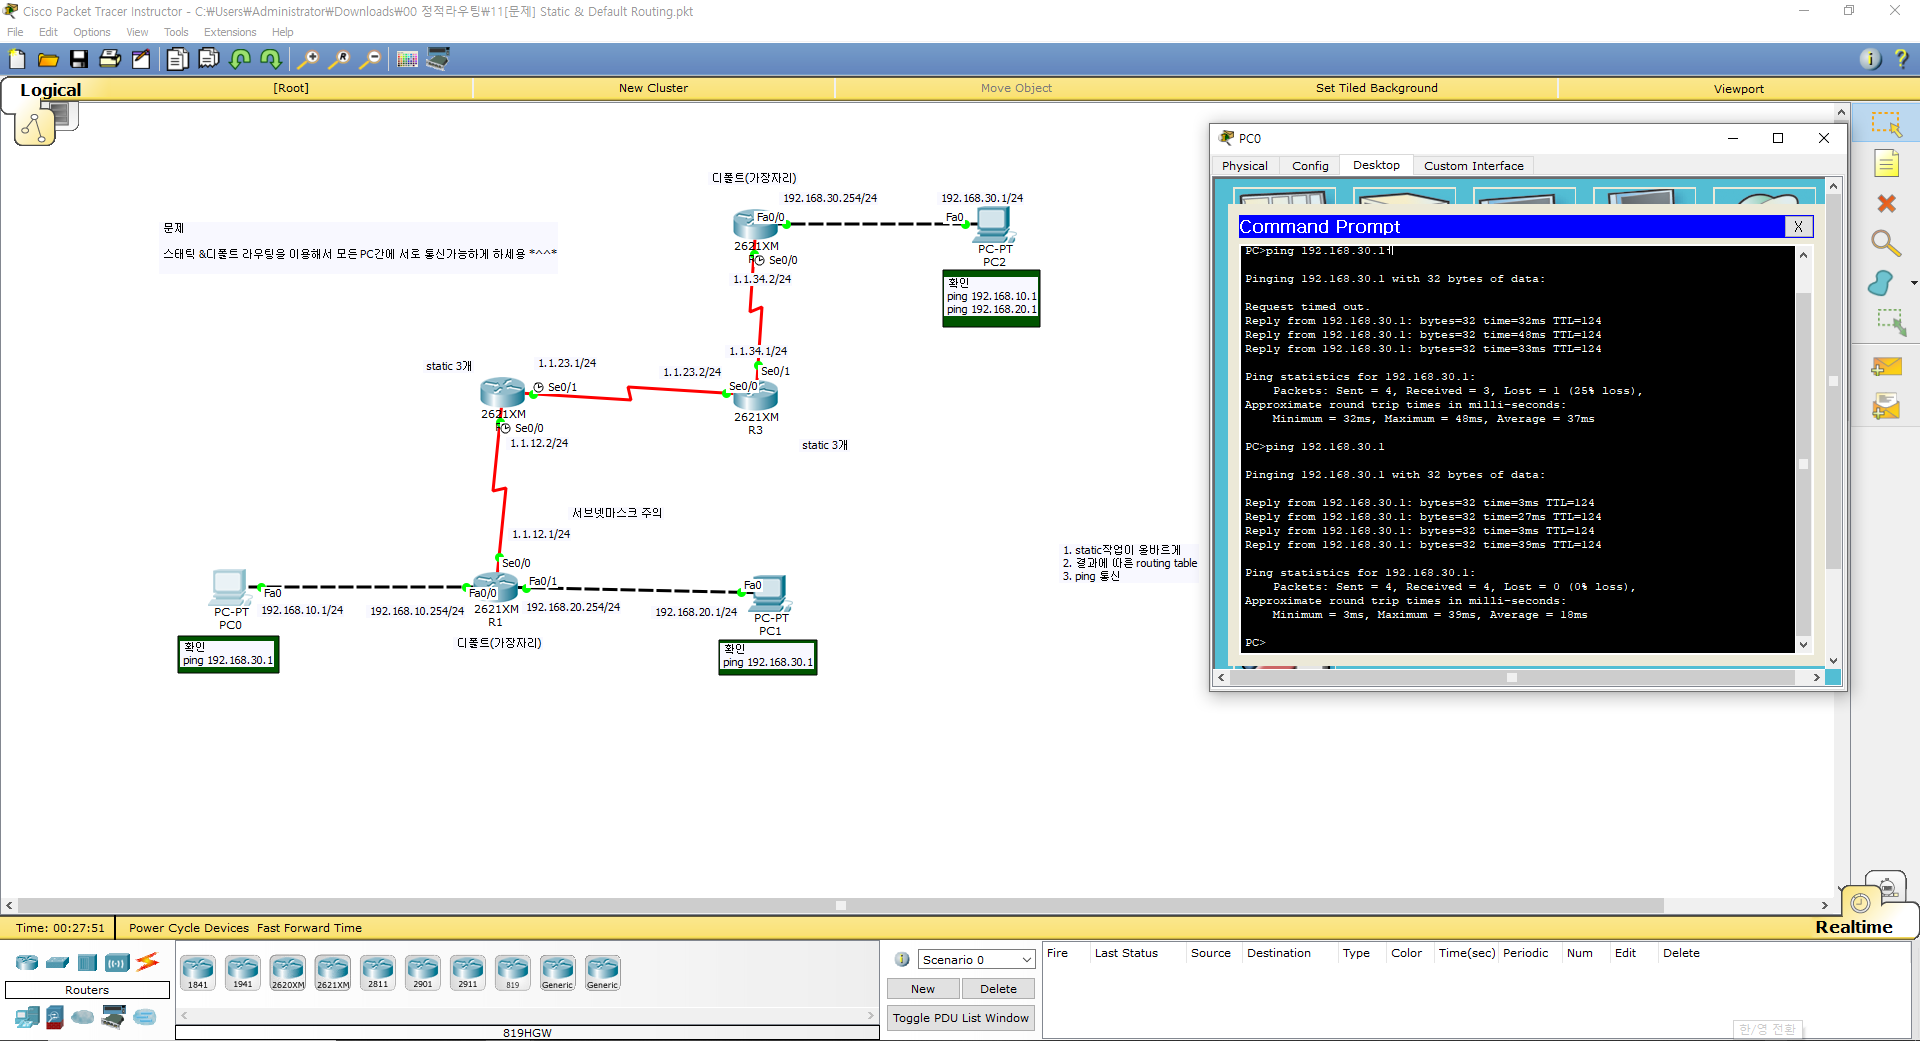 Cisco Packet Tracer Instructor - C:₩Users₩Administrator₩Downloads₩00 정적라우팅₩11[문제] Static & Default Routing.pkt
File Edit Options View Tools Extensions Help
Logical [Root] New Cluster Move Object Set Tiled Background Viewport
문제
스태틱 &디폴트 라우팅을 이용해서 모든 PC간에 서로 통신가능하게 하세용 *^^*
디폴트(가장자리)
192.168.30.254/24
192.168.30.1/24
Fa0/0
Fa0
2621XM
PC-PT
PC2
Se0/0
1.1.34.2/24
확인
ping 192.168.10.1
ping 192.168.20.1
1.1.34.1/24
static 3개
1.1.23.1/24
1.1.23.2/24
Se0/1
Se0/1
Se0/0
2621XM
2621XM
R3
Se0/0
1.1.12.2/24
static 3개
서브넷마스크 주의
1.1.12.1/24
Se0/0
1. static작업이 올바르게
2. 결과에 따른 routing table
3. ping 통신
Fa0
Fa0/0
Fa0/1
Fa0
192.168.10.1/24
192.168.10.254/24
192.168.20.254/24
192.168.20.1/24
PC-PT
PC0
2621XM
R1
PC-PT
PC1
디폴트(가장자리)
확인
ping 192.168.30.1
확인
ping 192.168.30.1
PC0
Physical Config Desktop Custom Interface
Command Prompt X
PC>ping 192.168.30.1
Pinging 192.168.30.1 with 32 bytes of data:
Request timed out.
Reply from 192.168.30.1: bytes=32 time=32ms TTL=124
Reply from 192.168.30.1: bytes=32 time=48ms TTL=124
Reply from 192.168.30.1: bytes=32 time=33ms TTL=124
Ping statistics for 192.168.30.1:
Packets: Sent = 4, Received = 3, Lost = 1 (25% loss),
Approximate round trip times in milli-seconds:
Minimum = 32ms, Maximum = 48ms, Average = 37ms
PC>ping 192.168.30.1
Pinging 192.168.30.1 with 32 bytes of data:
Reply from 192.168.30.1: bytes=32 time=3ms TTL=124
Reply from 192.168.30.1: bytes=32 time=27ms TTL=124
Reply from 192.168.30.1: bytes=32 time=3ms TTL=124
Reply from 192.168.30.1: bytes=32 time=39ms TTL=124
Ping statistics for 192.168.30.1:
Packets: Sent = 4, Received = 4, Lost = 0 (0% loss),
Approximate round trip times in milli-seconds:
Minimum = 3ms, Maximum = 39ms, Average = 18ms
PC>
Time: 00:27:51 Power Cycle Devices Fast Forward Time
Realtime
Routers
1841 1941 2620XM 2621XM 2811 2901 2911 819 Generic Generic
819HGW
Scenario 0
New Delete
Toggle PDU List Window
Fire Last Status Source Destination Type Color Time(sec) Periodic Num Edit Delete
한/영 전환